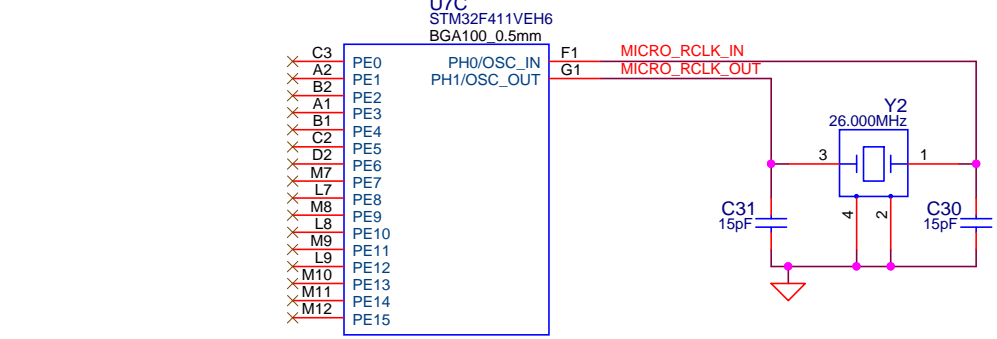 U7C
STM32F411VEH6
BGA100_0.5mm
C3 PE0 PH0/OSC_IN F1 MICRO_RCLK_IN
A2 PE1 PH1/OSC_OUT G1 MICRO_RCLK_OUT
B2 PE2
A1 PE3
B1 PE4
C2 PE5
D2 PE6
M7 PE7
L7 PE8
M8 PE9
L8 PE10
M9 PE11
L9 PE12
M10 PE13
M11 PE14
M12 PE15
Y2
26.000MHz
3 1
4 2
C31
15pF
C30
15pF